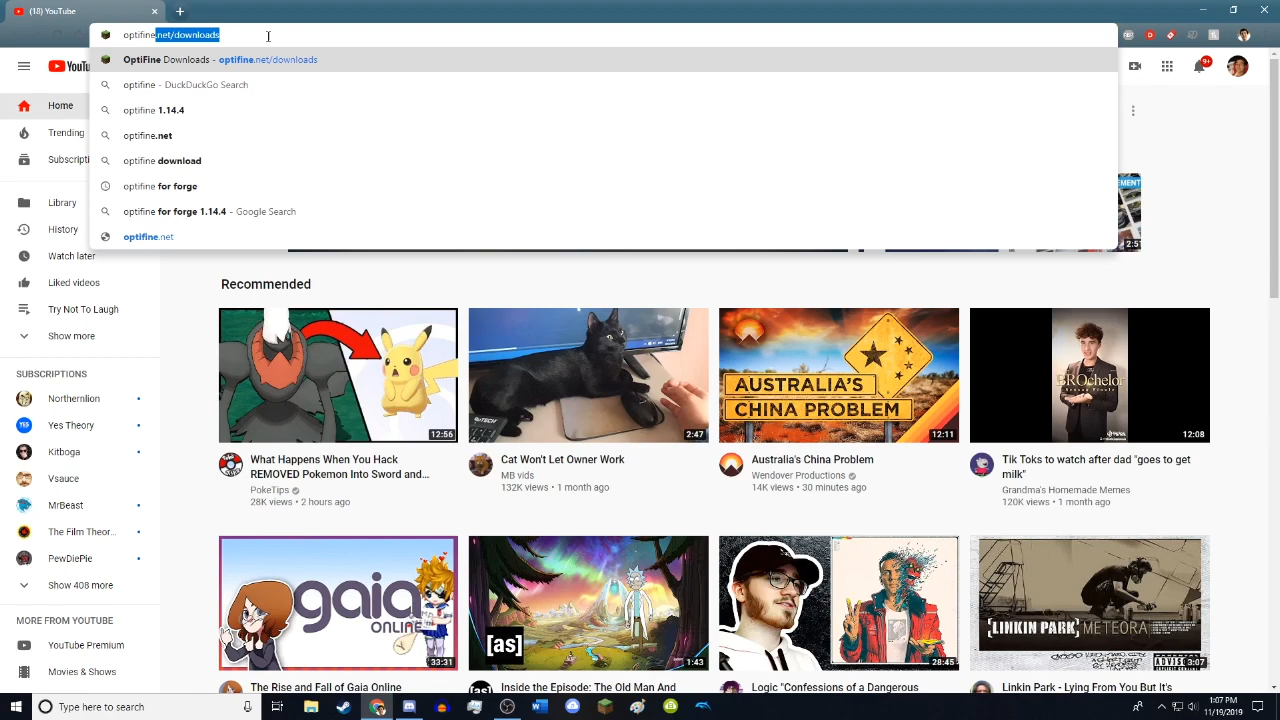 (18) YouTube
optifine.net/downloads
OptiFine Downloads - optifine.net/downloads
optifine - DuckDuckGo Search
optifine 1.14.4
optifine.net
optifine download
optifine for forge
optifine for forge 1.14.4 - Google Search
optifine.net
YouTu
9+
Home
Trending
Subscripti
Library
History
Watch later
Liked videos
Try Not To Laugh
Show more
SUBSCRIPTIONS
Northernlion
Yes Theory
Kitboga
Vsauce
MrBeast
The Film Theor...
PewDiePie
Show 408 more
MORE FROM YOUTUBE
YouTube Premium
Movies & Shows
EMENT
2:5
Recommended
12:56
2:47
AUSTRALIA'S
CHINA PROBLEM
12:11
BROchelor
12:08
What Happens When You Hack
REMOVED Pokemon Into Sword and...
PokeTips
28K views • 2 hours ago
Cat Won't Let Owner Work
MB vids
132K views • 1 month ago
Australia's China Problem
Wendover Productions
14K views • 30 minutes ago
Tik Toks to watch after dad "goes to get
milk"
Grandma's Homemade Memes
120K views • 1 month ago
gaia
ONLINE
33:31
[as]
1:43
28:45
[LINKIN PARK] METEORA
3:07
The Rise and Fall of Gaia Online
Inside the Episode: The Old Man And
Logic "Confessions of a Dangerous
Linkin Park - Lying From You But It's
Type here to search
1:07 PM
11/19/2019